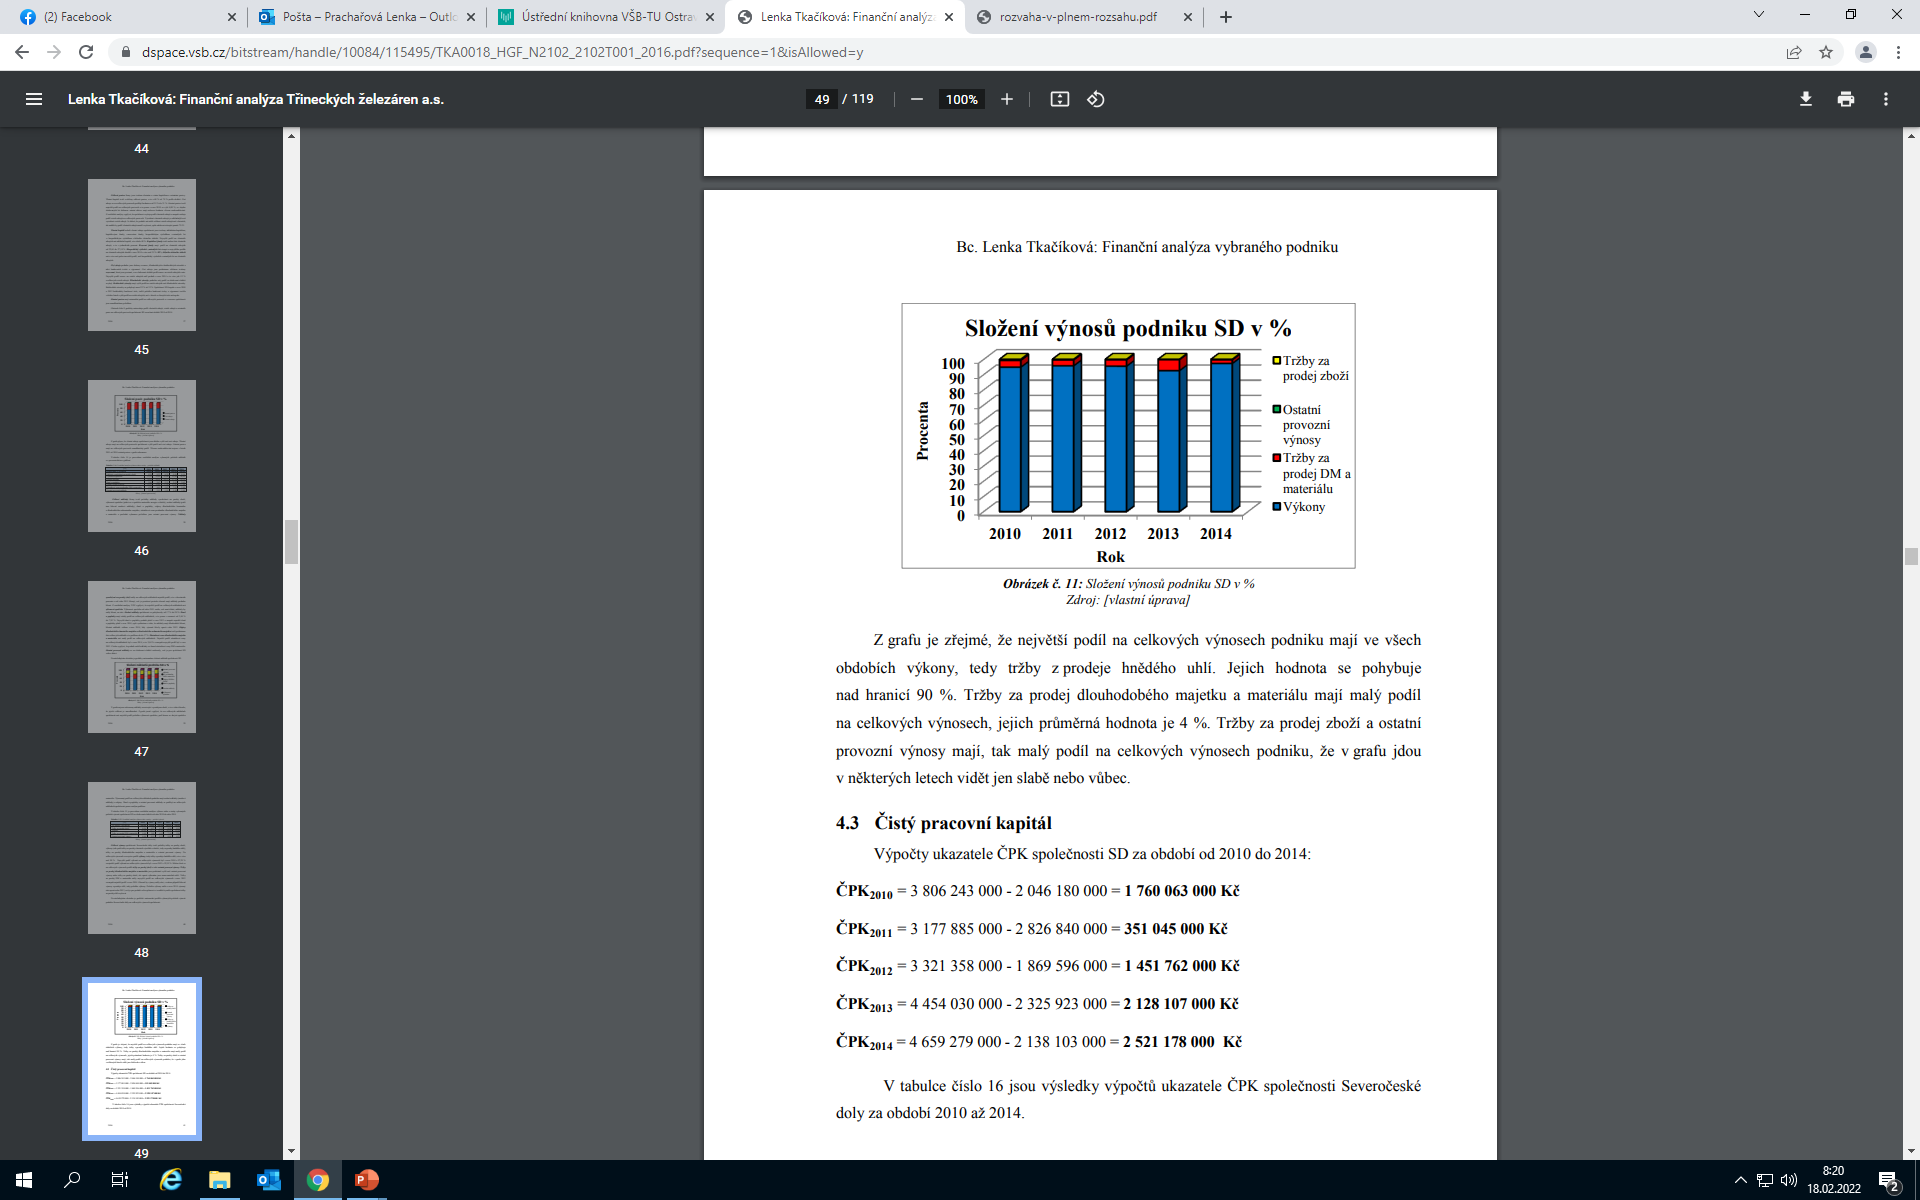 (2) Facebook
Pošta – Prachařová Lenka – Outlo
Ústřední knihovna VŠB-TU Ostrav
Lenka Tkačíková: Finanční analýz
rozvaha-v-plnem-rozsahu.pdf
dspace.vsb.cz/bitstream/handle/10084/115495/TKA0018_HGF_N2102_2102T001_2016.pdf?sequence=1&isAllowed=y
Lenka Tkačíková: Finanční analýza Třineckých železáren a.s.
49 / 119
100%
44
45
46
47
48
49
Bc. Lenka Tkačíková: Finanční analýza vybraného podniku
Složení výnosů podniku SD v %
Procenta
100
90
80
70
60
50
40
30
20
10
0
2010 2011 2012 2013 2014
Rok
Tržby za
prodej zboží
Ostatní
provozní
výnosy
Tržby za
prodej DM a
materiálu
Výkony
Obrázek č. 11: Složení výnosů podniku SD v %
Zdroj: [vlastní úprava]
Z grafu je zřejmé, že největší podíl na celkových výnosech podniku mají ve všech
obdobích výkony, tedy tržby z prodeje hnědého uhlí. Jejich hodnota se pohybuje
nad hranicí 90 %. Tržby za prodej dlouhodobého majetku a materiálu mají malý podíl
na celkových výnosech, jejich průměrná hodnota je 4 %. Tržby za prodej zboží a ostatní
provozní výnosy mají, tak malý podíl na celkových výnosech podniku, že v grafu jdou
v některých letech vidět jen slabě nebo vůbec.
4.3 Čistý pracovní kapitál
Výpočty ukazatele ČPK společnosti SD za období od 2010 do 2014:
ČPK2010 = 3 806 243 000 - 2 046 180 000 = 1 760 063 000 Kč
ČPK2011 = 3 177 885 000 - 2 826 840 000 = 351 045 000 Kč
ČPK2012 = 3 321 358 000 - 1 869 596 000 = 1 451 762 000 Kč
ČPK2013 = 4 454 030 000 - 2 325 923 000 = 2 128 107 000 Kč
ČPK2014 = 4 659 279 000 - 2 138 103 000 = 2 521 178 000 Kč
V tabulce číslo 16 jsou výsledky výpočtů ukazatele ČPK společnosti Severočeské
doly za období 2010 až 2014.
8:20
18.02.2022
2